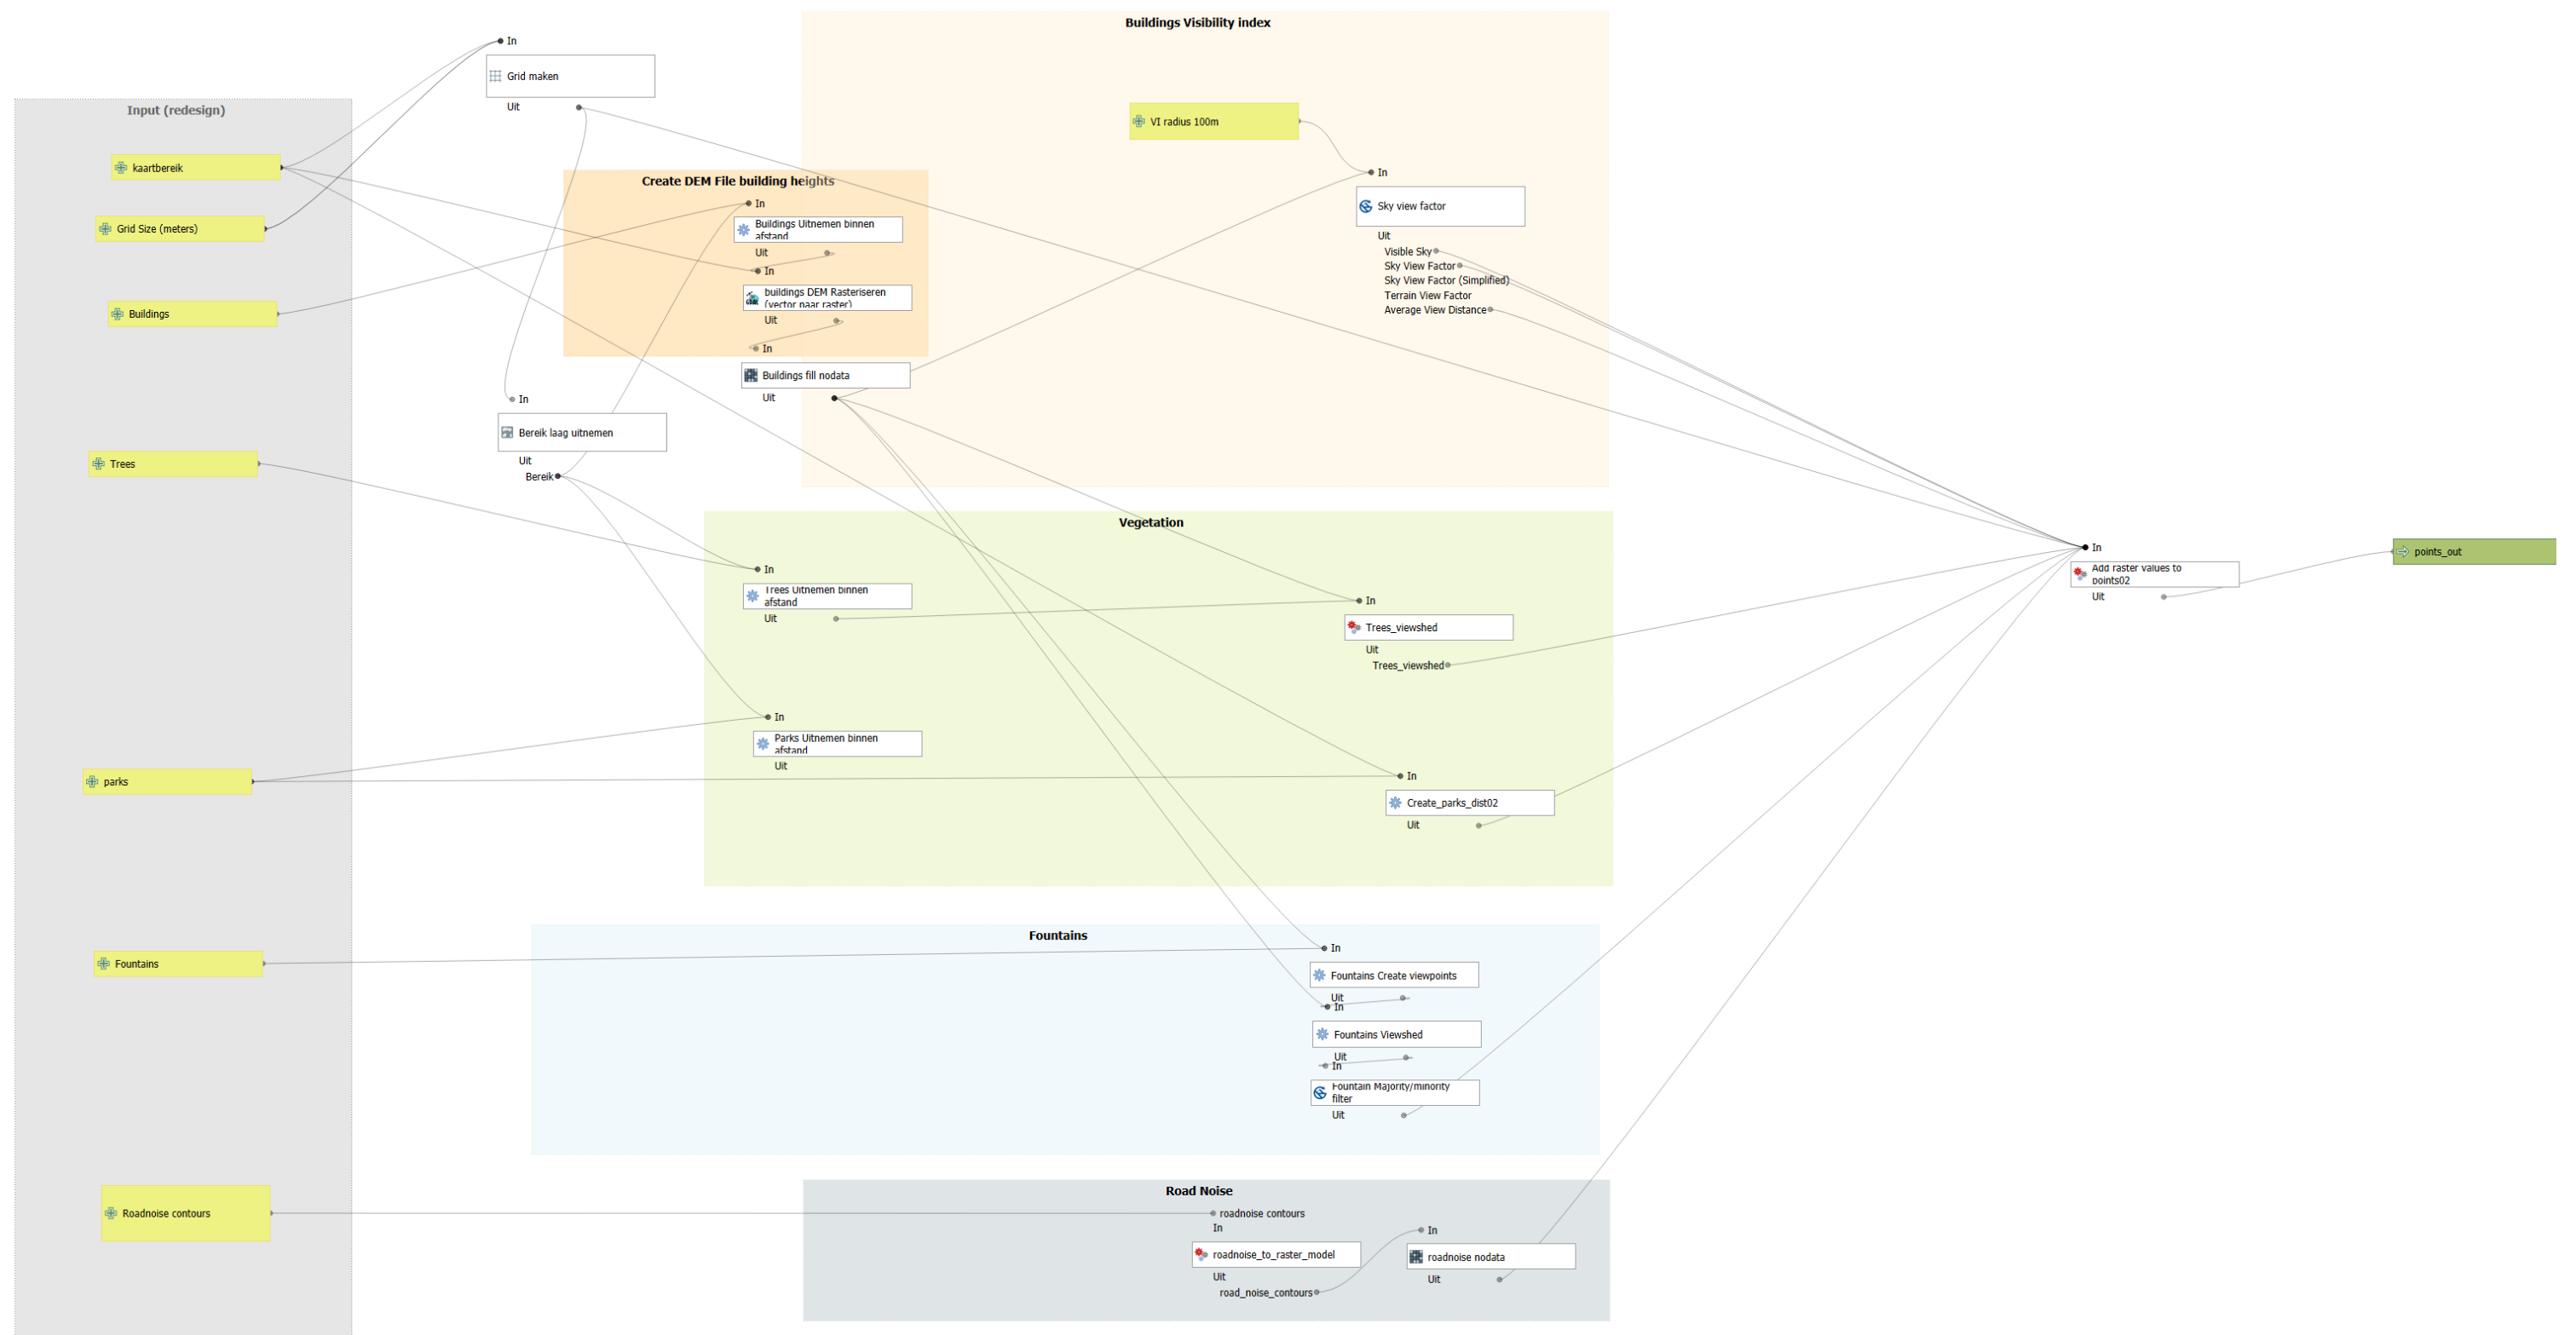 Buildings Visibility index
In
Grid maken
Uit
Input (redesign)
kaartbereik
Grid Size (meters)
Buildings
Trees
parks
Fountains
Roadnoise contours
Create DEM File building heights
In
Buildings Uitnemen binnen
afstand
Uit
In
buildings DEM Rasteriseren
(vector naar raster)
Uit
In
Buildings fill nodata
Uit
In
Bereik laag uitnemen
Uit
Bereik
VI radius 100m
In
Sky view factor
Uit
Visible Sky
Sky View Factor
Sky View Factor (Simplified)
Terrain View Factor
Average View Distance
Vegetation
In
Trees Uitnemen binnen
afstand
Uit
In
Trees_viewshed
Uit
Trees_viewshed
In
Parks Uitnemen binnen
afstand
Uit
In
Create_parks_dist02
Uit
Fountains
In
Fountains Create viewpoints
Uit
In
Fountains Viewshed
Uit
In
Fountain Majority/minority
filter
Uit
Road Noise
roadnoise contours
In
roadnoise_to_raster_model
Uit
road_noise_contours
In
roadnoise nodata
Uit
In
Add raster values to
points02
Uit
points_out